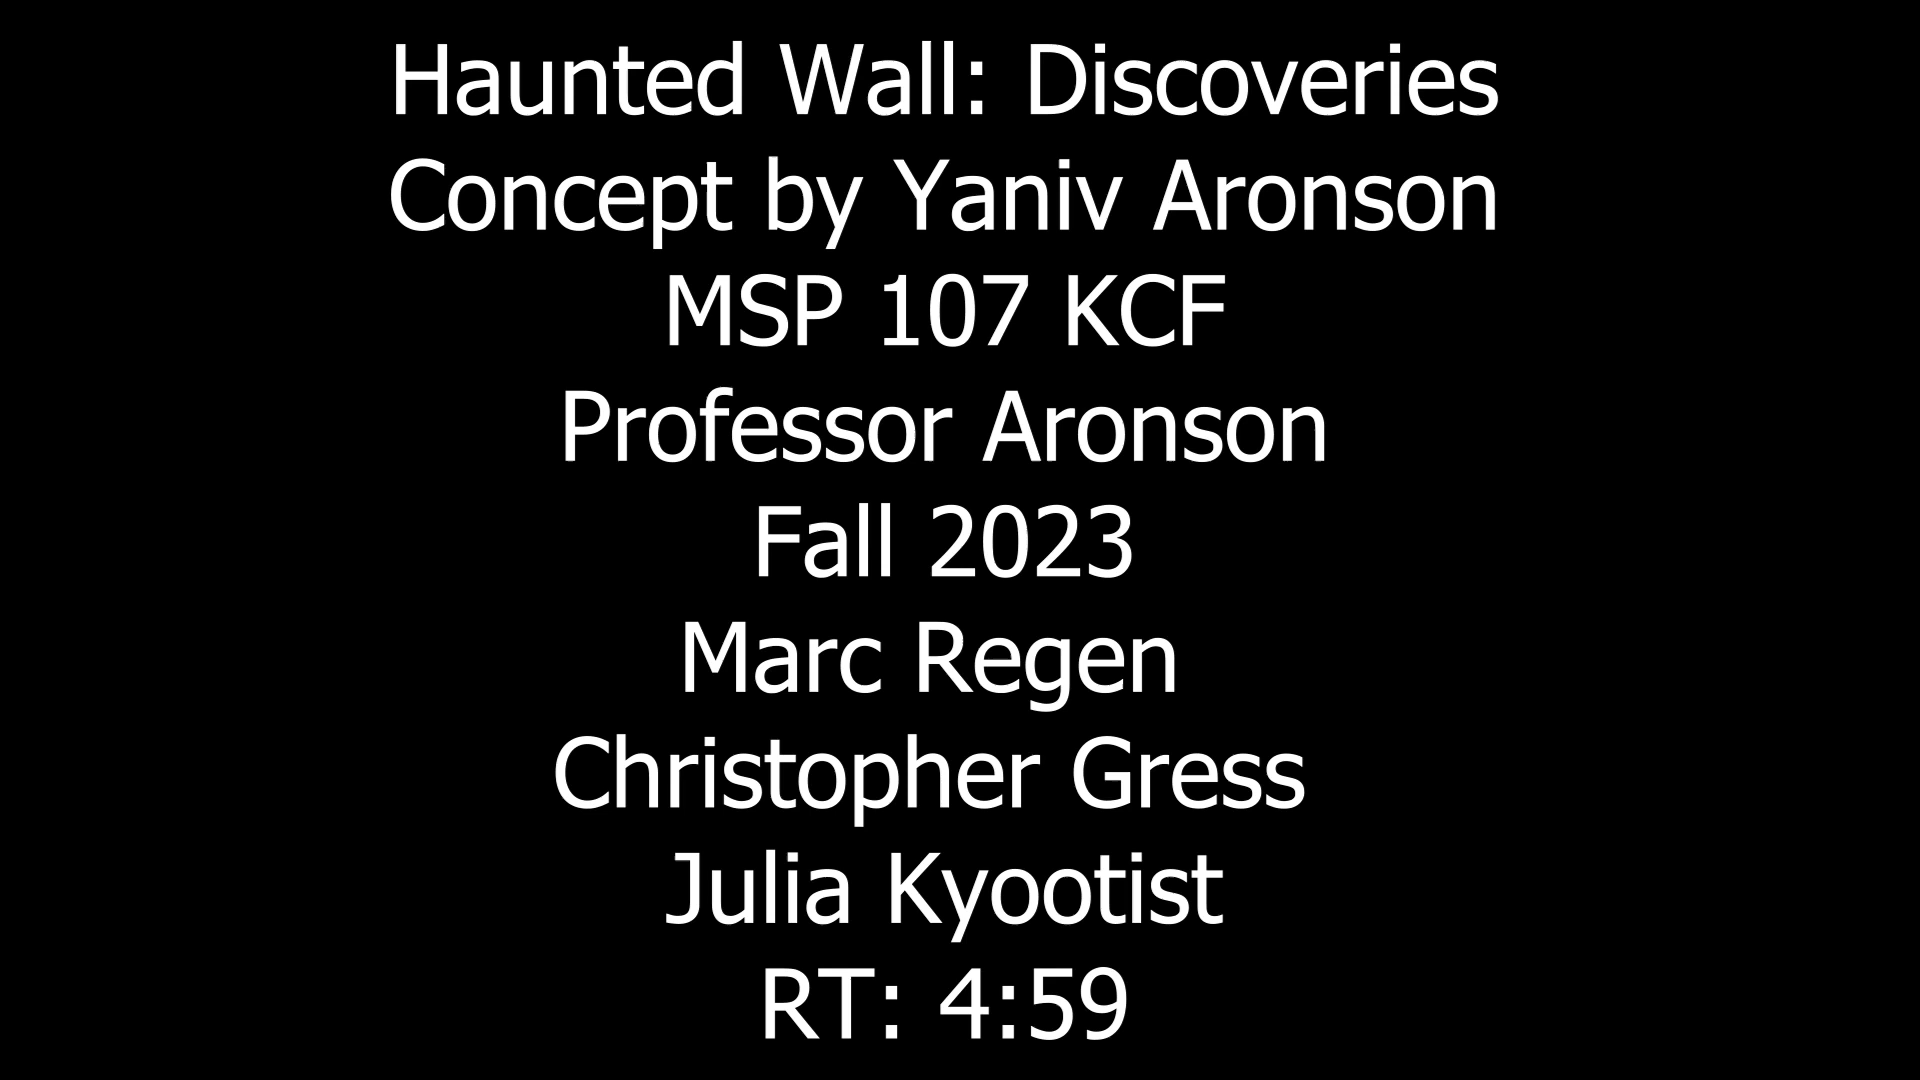 Haunted Wall: Discoveries
Concept by Yaniv Aronson
MSP 107 KCF
Professor Aronson
Fall 2023
Marc Regen
Christopher Gress
Julia Kyootist
RT: 4:59